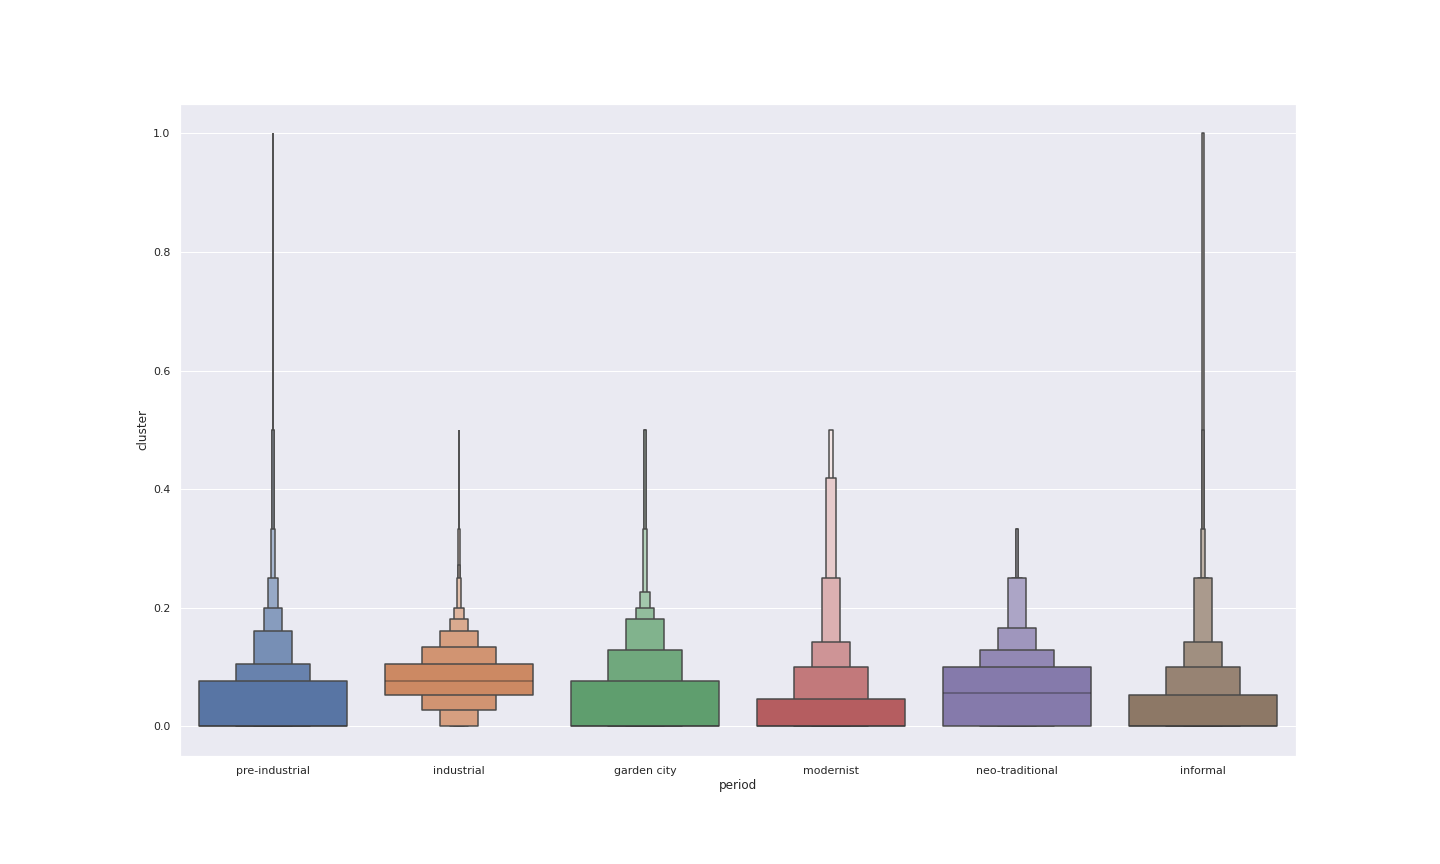 1.0
0.8
0.6
0.4
0.2
0.0
cluster
pre-industrial
industrial
garden city
modernist
neo-traditional
informal
period